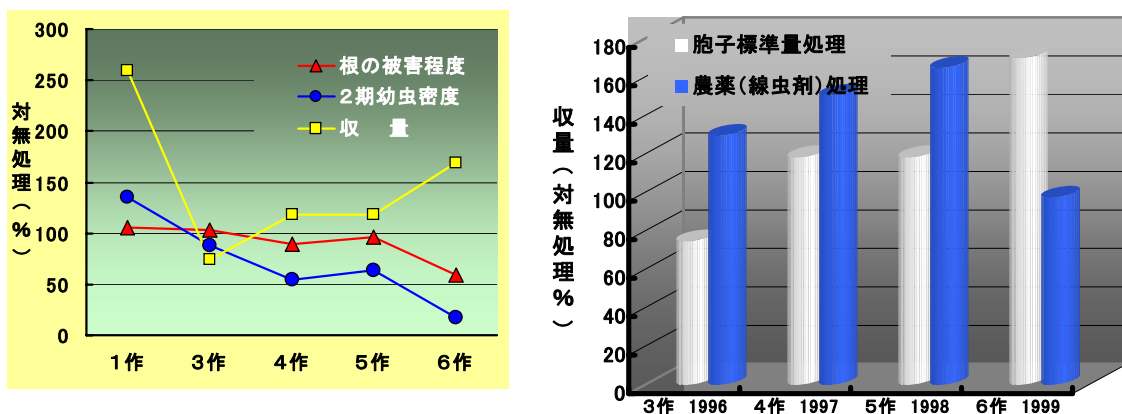 300
250
200
150
100
50
0
対無処理(%)
根の被害程度
2期幼虫密度
収 量
1作 3作 4作 5作 6作
180
160
140
120
100
80
60
40
20
0
収量(対無処理%)
胞子標準量処理
農薬(線虫剤)処理
3作 1996 4作 1997 5作 1998 6作 1999